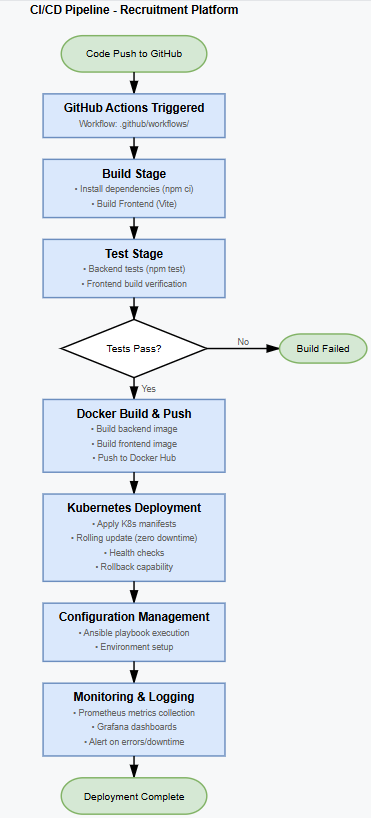 CI/CD Pipeline - Recruitment Platform
Code Push to GitHub
GitHub Actions Triggered
Workflow: .github/workflows/
Build Stage
• Install dependencies (npm ci)
• Build Frontend (Vite)
Test Stage
• Backend tests (npm test)
• Frontend build verification
Tests Pass?
No
Build Failed
Yes
Docker Build & Push
• Build backend image
• Build frontend image
• Push to Docker Hub
Kubernetes Deployment
• Apply K8s manifests
• Rolling update (zero downtime)
• Health checks
• Rollback capability
Configuration Management
• Ansible playbook execution
• Environment setup
Monitoring & Logging
• Prometheus metrics collection
• Grafana dashboards
• Alert on errors/downtime
Deployment Complete